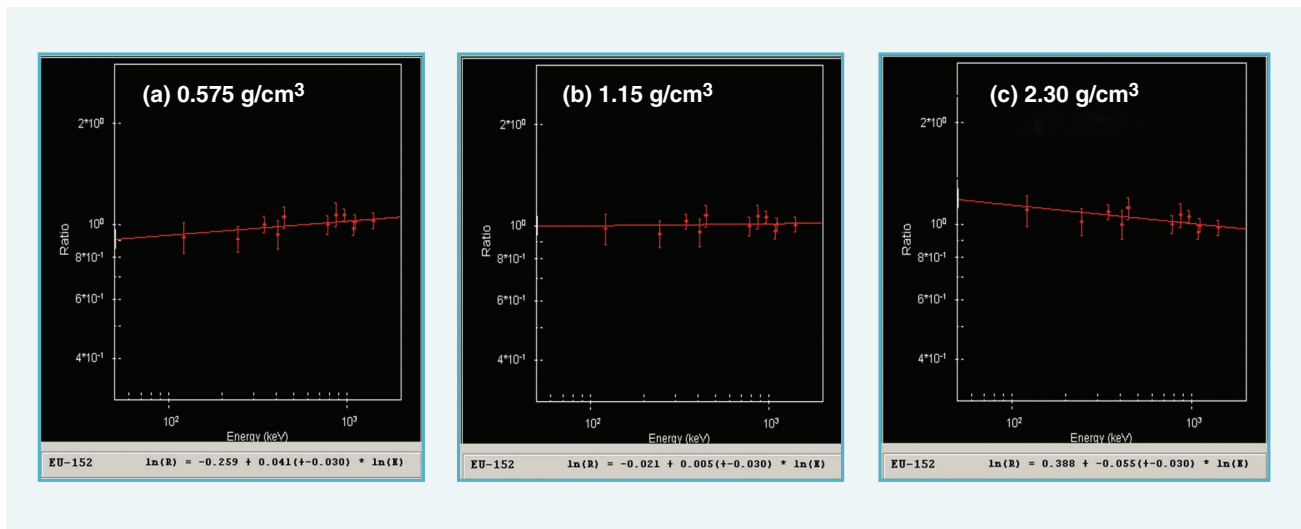 (a) 0.575 g/cm³
2*10⁰
10⁰
8*10⁻¹
6*10⁻¹
4*10⁻¹
Ratio
10²
10³
Energy (keV)
EU-152 ln(R) = -0.259 + 0.041(+-0.030) * ln(E)
(b) 1.15 g/cm³
2*10⁰
10⁰
8*10⁻¹
6*10⁻¹
4*10⁻¹
Ratio
10²
10³
Energy (keV)
EU-152 ln(R) = -0.021 + 0.005(+-0.030) * ln(E)
(c) 2.30 g/cm³
2*10⁰
10⁰
8*10⁻¹
6*10⁻¹
4*10⁻¹
Ratio
10²
10³
Energy (keV)
EU-152 ln(R) = 0.388 + -0.055(+-0.030) * ln(E)